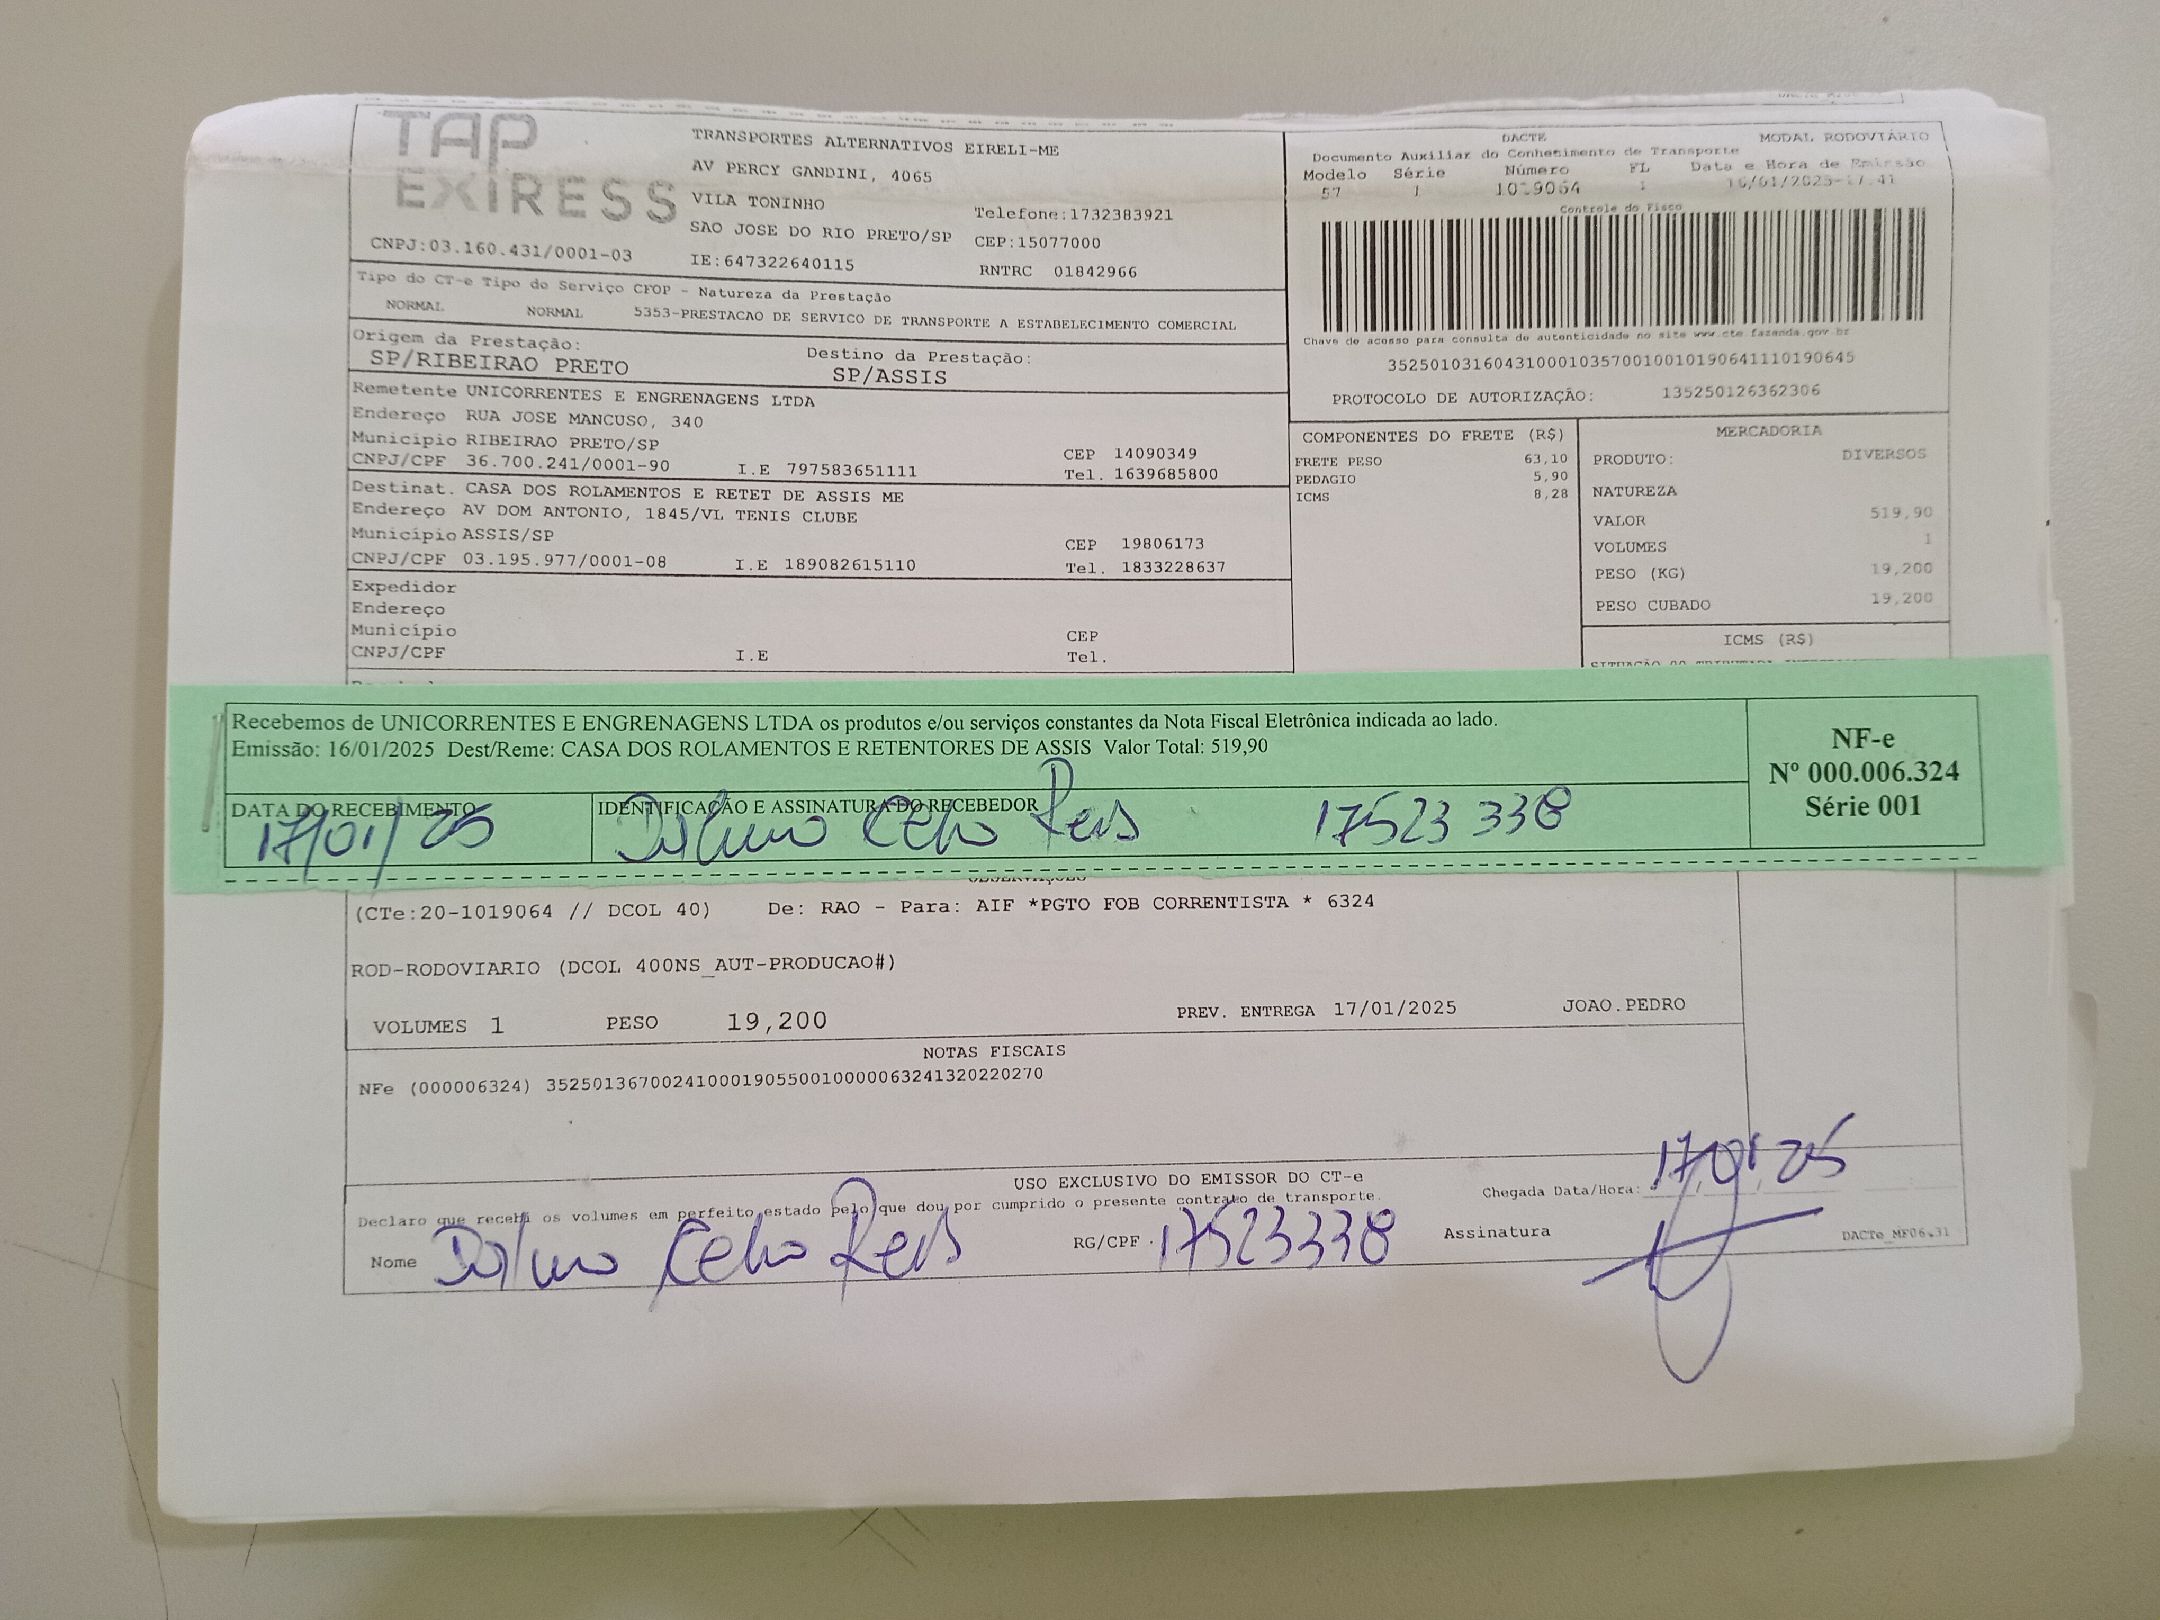 TAP
EXIRESS
CNPJ:03.160.431/0001-03
TRANSPORTES ALTERNATIVOS EIRELI-ME
AV PERCY GANDINI, 4065
VILA TONINHO
Telefone:1732383921
SAO JOSE DO RIO PRETO/SP
CEP:15077000
IE:647322640115
RNTRC 01842966
DACTE
MODAL RODOVIÁRIO
Documento Auxiliar do Conhecimento de Transporte
Modelo Série Número FL Data e Hora de Emissão
57 1 1019064 1 16/01/2025-17.41
Controle do Fisco
Chave de acesso para consulta de autenticidade no site www.cte.fazenda.gov.br
35250103160431000103570010010190641110190645
PROTOCOLO DE AUTORIZAÇÃO: 135250126362306
Tipo do CT-e Tipo do Serviço CFOP - Natureza da Prestação
NORMAL NORMAL 5353-PRESTACAO DE SERVICO DE TRANSPORTE A ESTABELECIMENTO COMERCIAL
Origem da Prestação:
SP/RIBEIRAO PRETO
Destino da Prestação:
SP/ASSIS
Remetente UNICORRENTES E ENGRENAGENS LTDA
Endereço RUA JOSE MANCUSO, 340
Município RIBEIRAO PRETO/SP CEP 14090349
CNPJ/CPF 36.700.241/0001-90 I.E 797583651111 Tel. 1639685800
Destinat. CASA DOS ROLAMENTOS E RETET DE ASSIS ME
Endereço AV DOM ANTONIO, 1845/VL TENIS CLUBE
Município ASSIS/SP CEP 19806173
CNPJ/CPF 03.195.977/0001-08 I.E 189082615110 Tel. 1833228637
Expedidor
Endereço
Município CEP
CNPJ/CPF I.E Tel.
COMPONENTES DO FRETE (R$)
FRETE PESO 63,10
PEDAGIO 5,90
ICMS 8,28
MERCADORIA
PRODUTO: DIVERSOS
NATUREZA
VALOR 519,90
VOLUMES 1
PESO (KG) 19,200
PESO CUBADO 19,200
ICMS (R$)
Recebemos de UNICORRENTES E ENGRENAGENS LTDA os produtos e/ou serviços constantes da Nota Fiscal Eletrônica indicada ao lado.
Emissão: 16/01/2025 Dest/Reme: CASA DOS ROLAMENTOS E RETENTORES DE ASSIS Valor Total: 519,90
DATA DO RECEBIMENTO
17/01/25
IDENTIFICAÇÃO E ASSINATURA DO RECEBEDOR
Reis 17523338
NF-e
Nº 000.006.324
Série 001
(CTe:20-1019064 // DCOL 40) De: RAO - Para: AIF *PGTO FOB CORRENTISTA * 6324
ROD-RODOVIARIO (DCOL 400NS_AUT-PRODUCAO#)
VOLUMES 1 PESO 19,200 PREV. ENTREGA 17/01/2025 JOAO.PEDRO
NOTAS FISCAIS
NFe (000006324) 35250136700241000190550010000063241320220270
USO EXCLUSIVO DO EMISSOR DO CT-e
Declaro que recebi os volumes em perfeito estado pelo que dou por cumprido o presente contrato de transporte.
Chegada Data/Hora: 17/01/25
Nome Reis
RG/CPF 17523338
Assinatura
DACTe_MF06.31